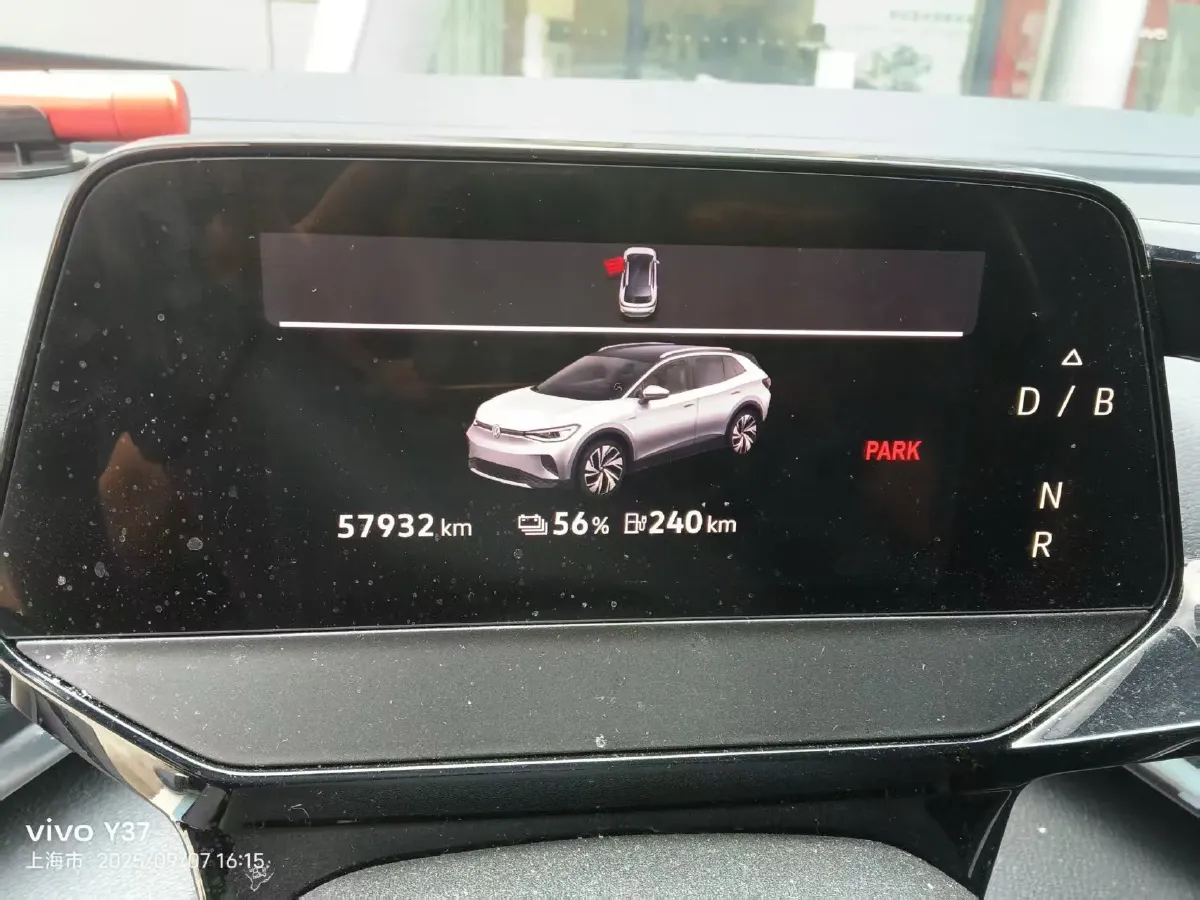 D / B
PARK
N
57932 km 56% 240 km
R
vivo Y37
上海市 2025/09/07 16:15